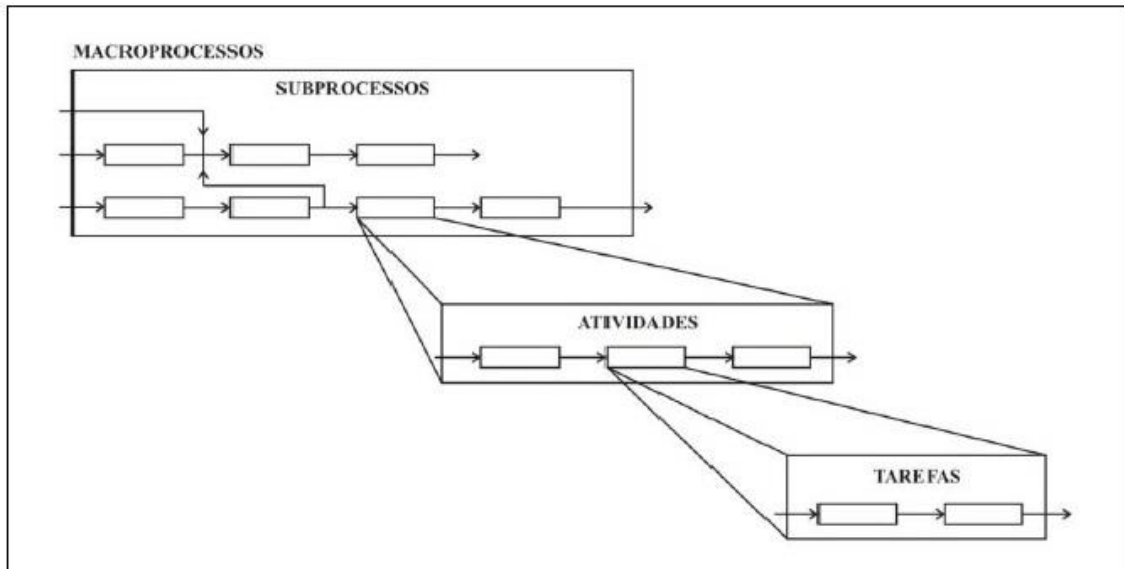 MACROPROCESSOS
SUBPROCESSOS
ATIVIDADES
TAREFAS